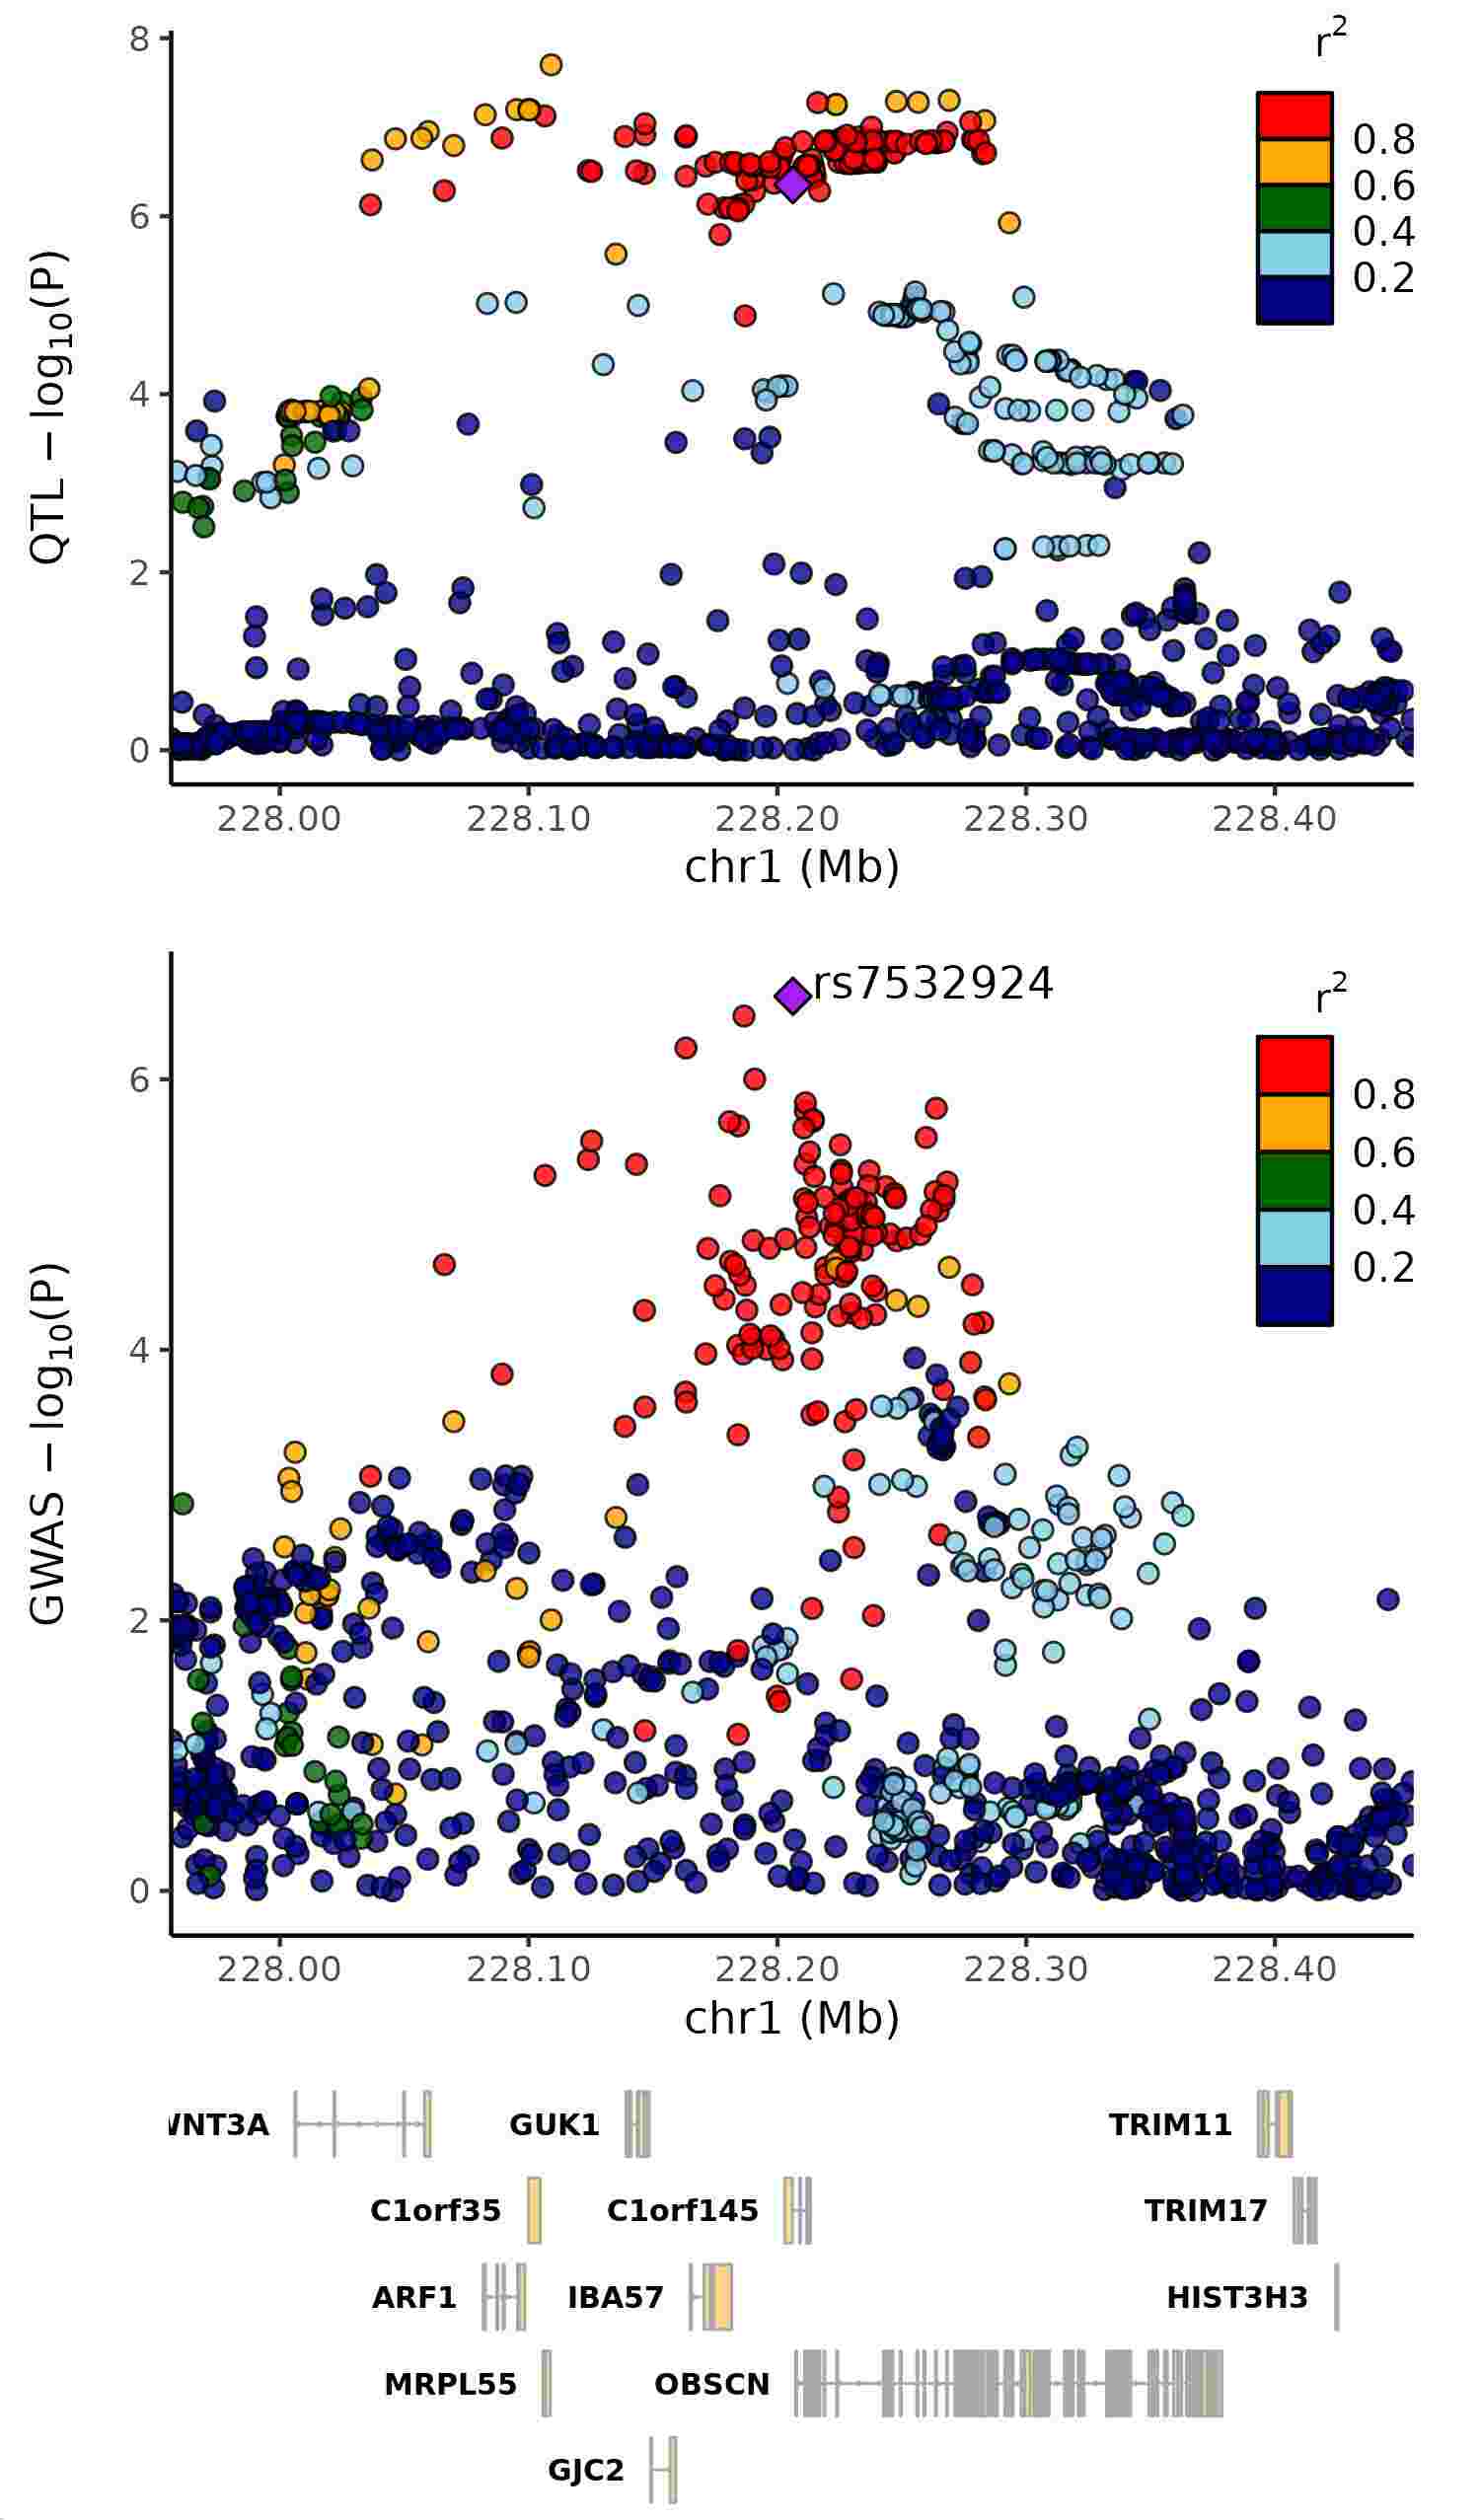 r2
8
6
4
2
0
QTL – log10(P)
0.8
0.6
0.4
0.2
228.00 228.10 228.20 228.30 228.40
chr1 (Mb)
rs7532924
r2
6
4
2
0
GWAS – log10(P)
0.8
0.6
0.4
0.2
228.00 228.10 228.20 228.30 228.40
chr1 (Mb)
WNT3A GUK1 TRIM11
C1orf35 C1orf145 TRIM17
ARF1 IBA57 HIST3H3
MRPL55 OBSCN
GJC2